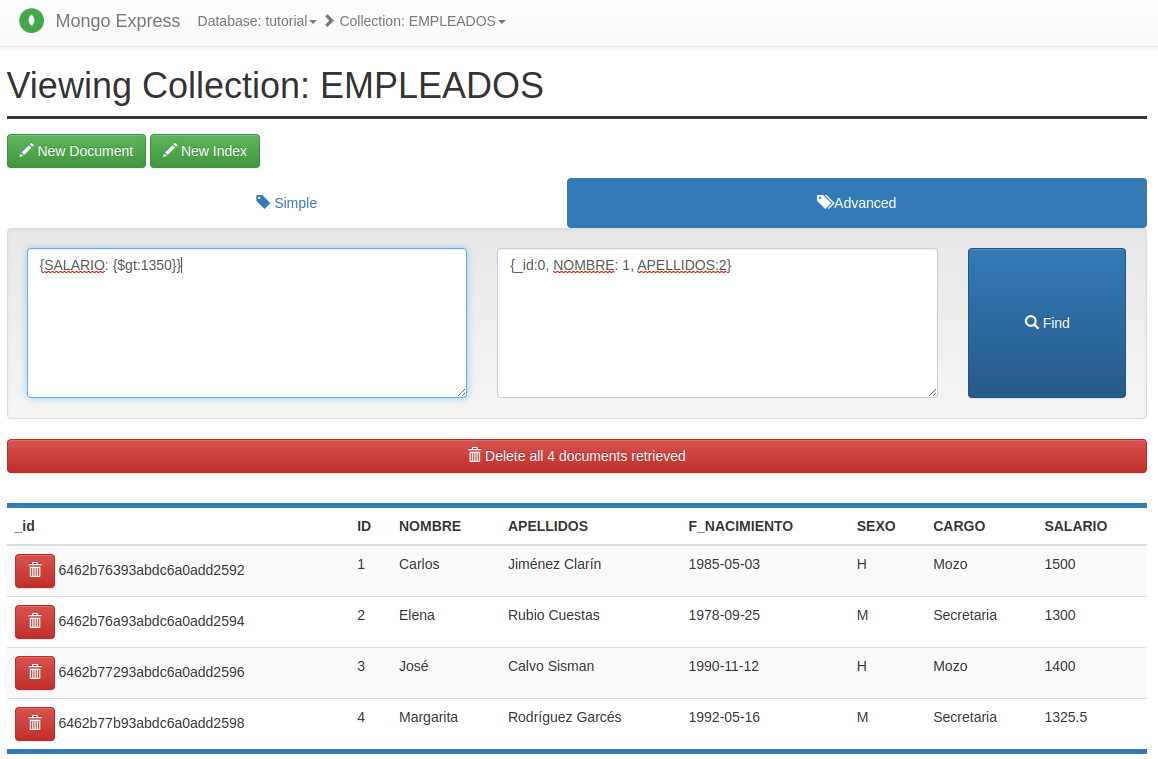 Mongo Express Database: tutorial Collection: EMPLEADOS
Viewing Collection: EMPLEADOS
New Document New Index
Simple Advanced
{SALARIO: {$gt:1350}} {_id:0, NOMBRE: 1, APELLIDOS:2}
Find
Delete all 4 documents retrieved
_id ID NOMBRE APELLIDOS F_NACIMIENTO SEXO CARGO SALARIO
6462b76393abdc6a0add2592 1 Carlos Jiménez Clarín 1985-05-03 H Mozo 1500
6462b76a93abdc6a0add2594 2 Elena Rubio Cuestas 1978-09-25 M Secretaria 1300
6462b77293abdc6a0add2596 3 José Calvo Sisman 1990-11-12 H Mozo 1400
6462b77b93abdc6a0add2598 4 Margarita Rodríguez Garcés 1992-05-16 M Secretaria 1325.5